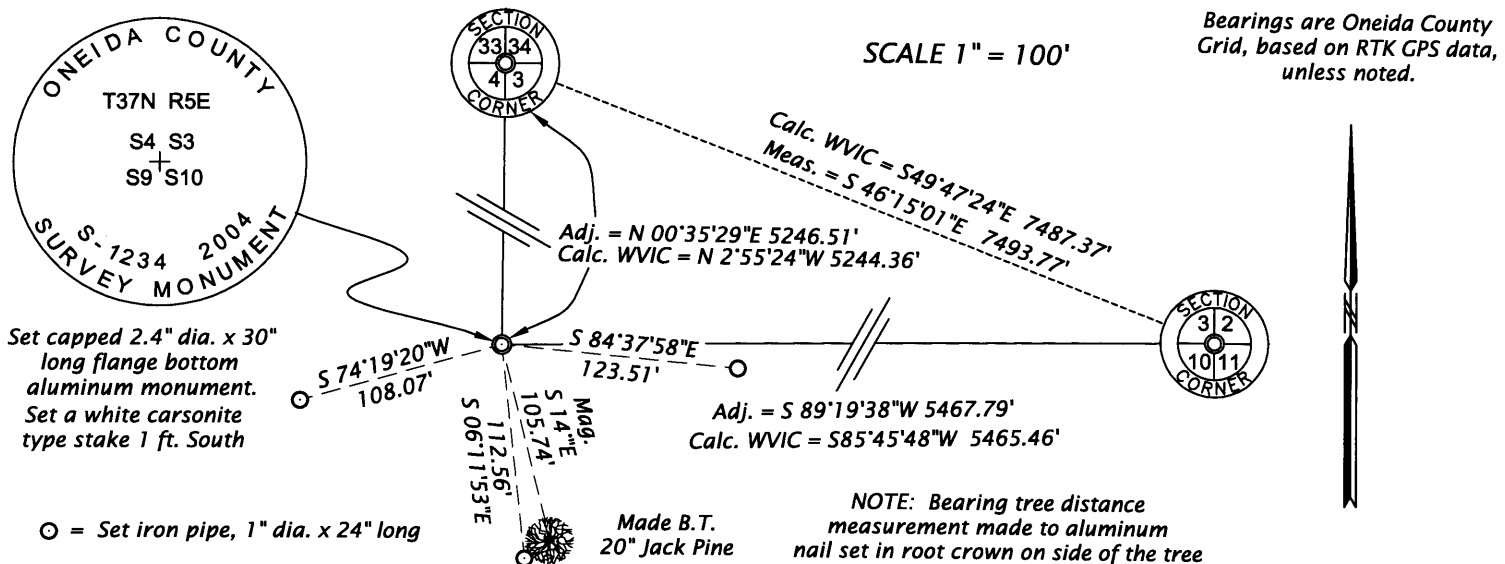 ONEIDA COUNTY
T37N R5E
S4 S3
S9 S10
S-1234 2004
SURVEY MONUMENT
SECTION
33 34
4 3
CORNER
SCALE 1" = 100'
Bearings are Oneida County
Grid, based on RTK GPS data,
unless noted.
Calc. WVIC = S49°47'24"E 7487.37'
Meas. = S 46°15'01"E 7493.77'
Adj. = N 00°35'29"E 5246.51'
Calc. WVIC = N 2°55'24"W 5244.36'
SECTION
3 2
10 11
CORNER
Set capped 2.4" dia. x 30"
long flange bottom
aluminum monument.
Set a white carsonite
type stake 1 ft. South
S 74°19'20"W
108.07'
S 84°37'58"E
123.51'
Adj. = S 89°19'38"W 5467.79'
Calc. WVIC = S85°45'48"W 5465.46'
Mag.
S 14°'"E
105.74'
112.56'
S 06°11'53"E
= Set iron pipe, 1" dia. x 24" long
Made B.T.
20" Jack Pine
NOTE: Bearing tree distance
measurement made to aluminum
nail set in root crown on side of the tree